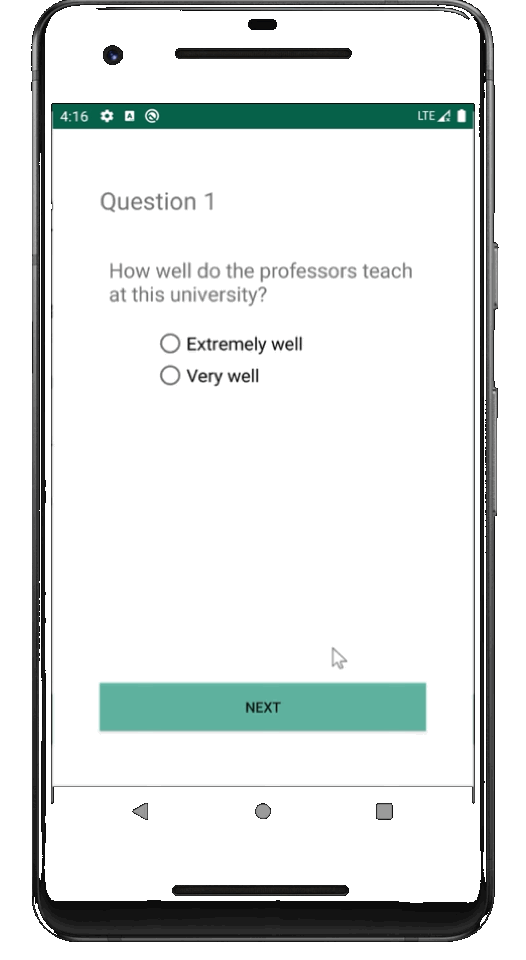 4:16 LTE
Question 1
How well do the professors teach
at this university?
Extremely well
Very well
NEXT